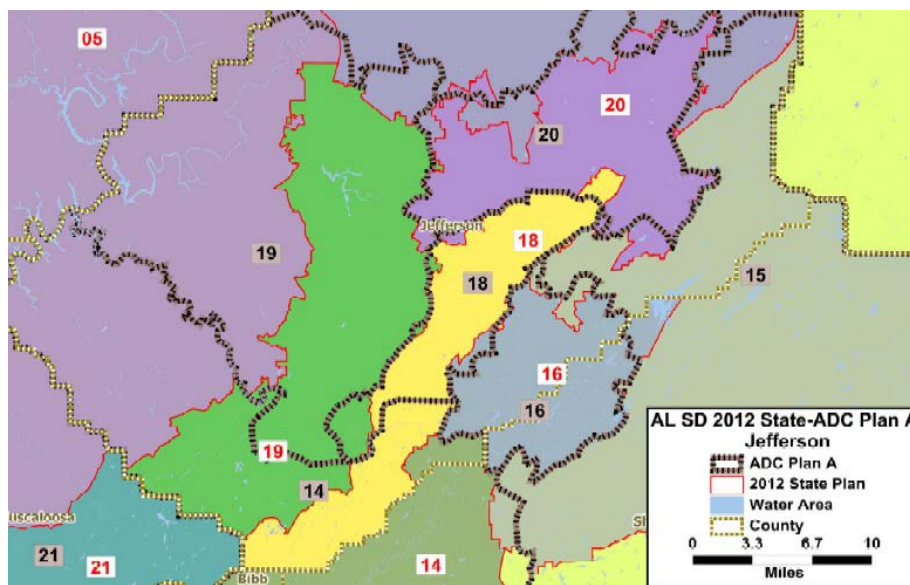 05
20
20
Jefferson
18
19
18
15
16
16
19
14
21
21
14
uscaloosa
Bibb
Sh
AL SD 2012 State-ADC Plan A
Jefferson
ADC Plan A
2012 State Plan
Water Area
County
0 3.3 6.7 10
Miles